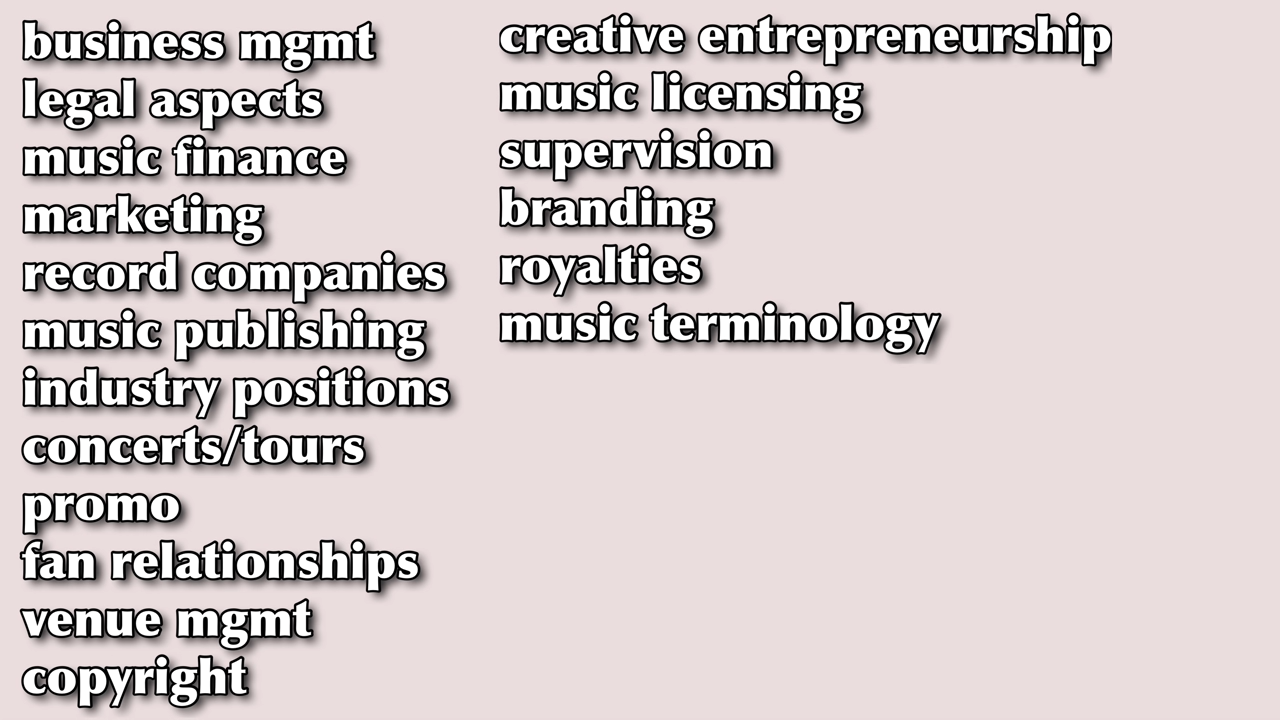 business mgmt
legal aspects
music finance
marketing
record companies
music publishing
industry positions
concerts/tours
promo
fan relationships
venue mgmt
copyright
creative entrepreneurship
music licensing
supervision
branding
royalties
music terminology